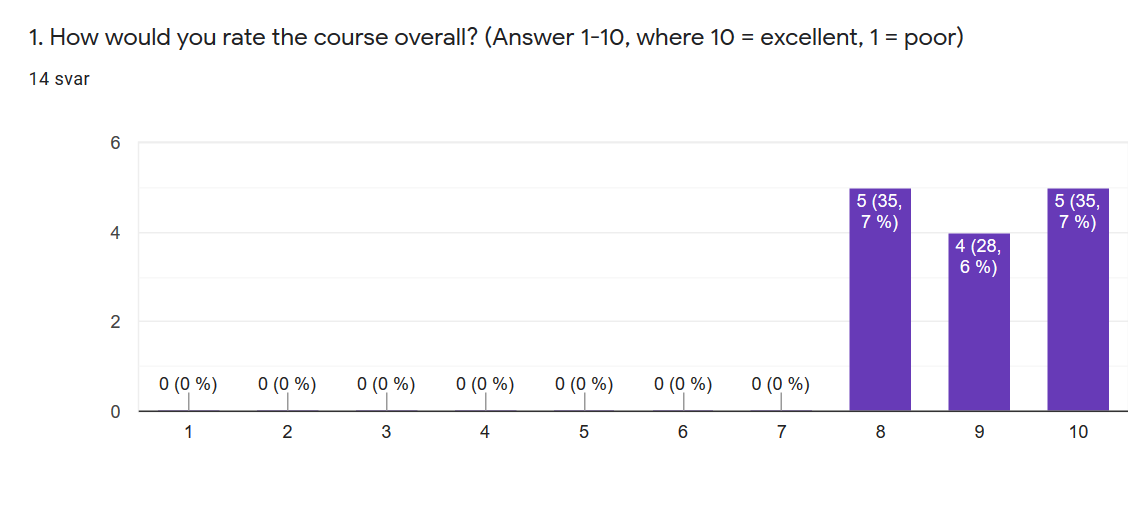 1. How would you rate the course overall? (Answer 1-10, where 10 = excellent, 1 = poor)
14 svar
6
5 (35,
7 %)
5 (35,
7 %)
4
4 (28,
6 %)
2
0 (0 %) 0 (0 %) 0 (0 %) 0 (0 %) 0 (0 %) 0 (0 %) 0 (0 %)
0
1 2 3 4 5 6 7 8 9 10